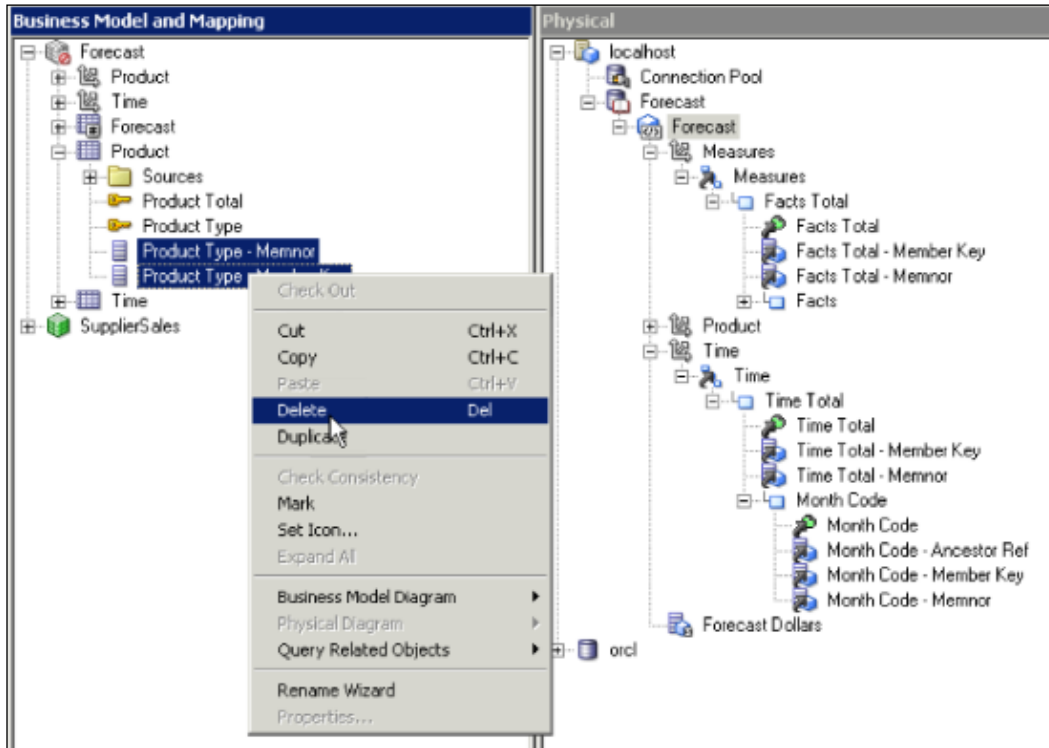 Business Model and Mapping
Forecast
Product
Time
Forecast
Product
Sources
Product Total
Product Type
Product Type - Memnor
Product Type -
Time
SupplierSales
Check Out
Cut Ctrl+X
Copy Ctrl+C
Paste Ctrl+V
Delete Del
Duplicate
Check Consistency
Mark
Set Icon...
Expand All
Business Model Diagram
Physical Diagram
Query Related Objects
Rename Wizard
Properties...
Physical
localhost
Connection Pool
Forecast
Forecast
Measures
Measures
Facts Total
Facts Total
Facts Total - Member Key
Facts Total - Memnor
Facts
Product
Time
Time
Time Total
Time Total
Time Total - Member Key
Time Total - Memnor
Month Code
Month Code
Month Code - Ancestor Ref
Month Code - Member Key
Month Code - Memnor
Forecast Dollars
orcl